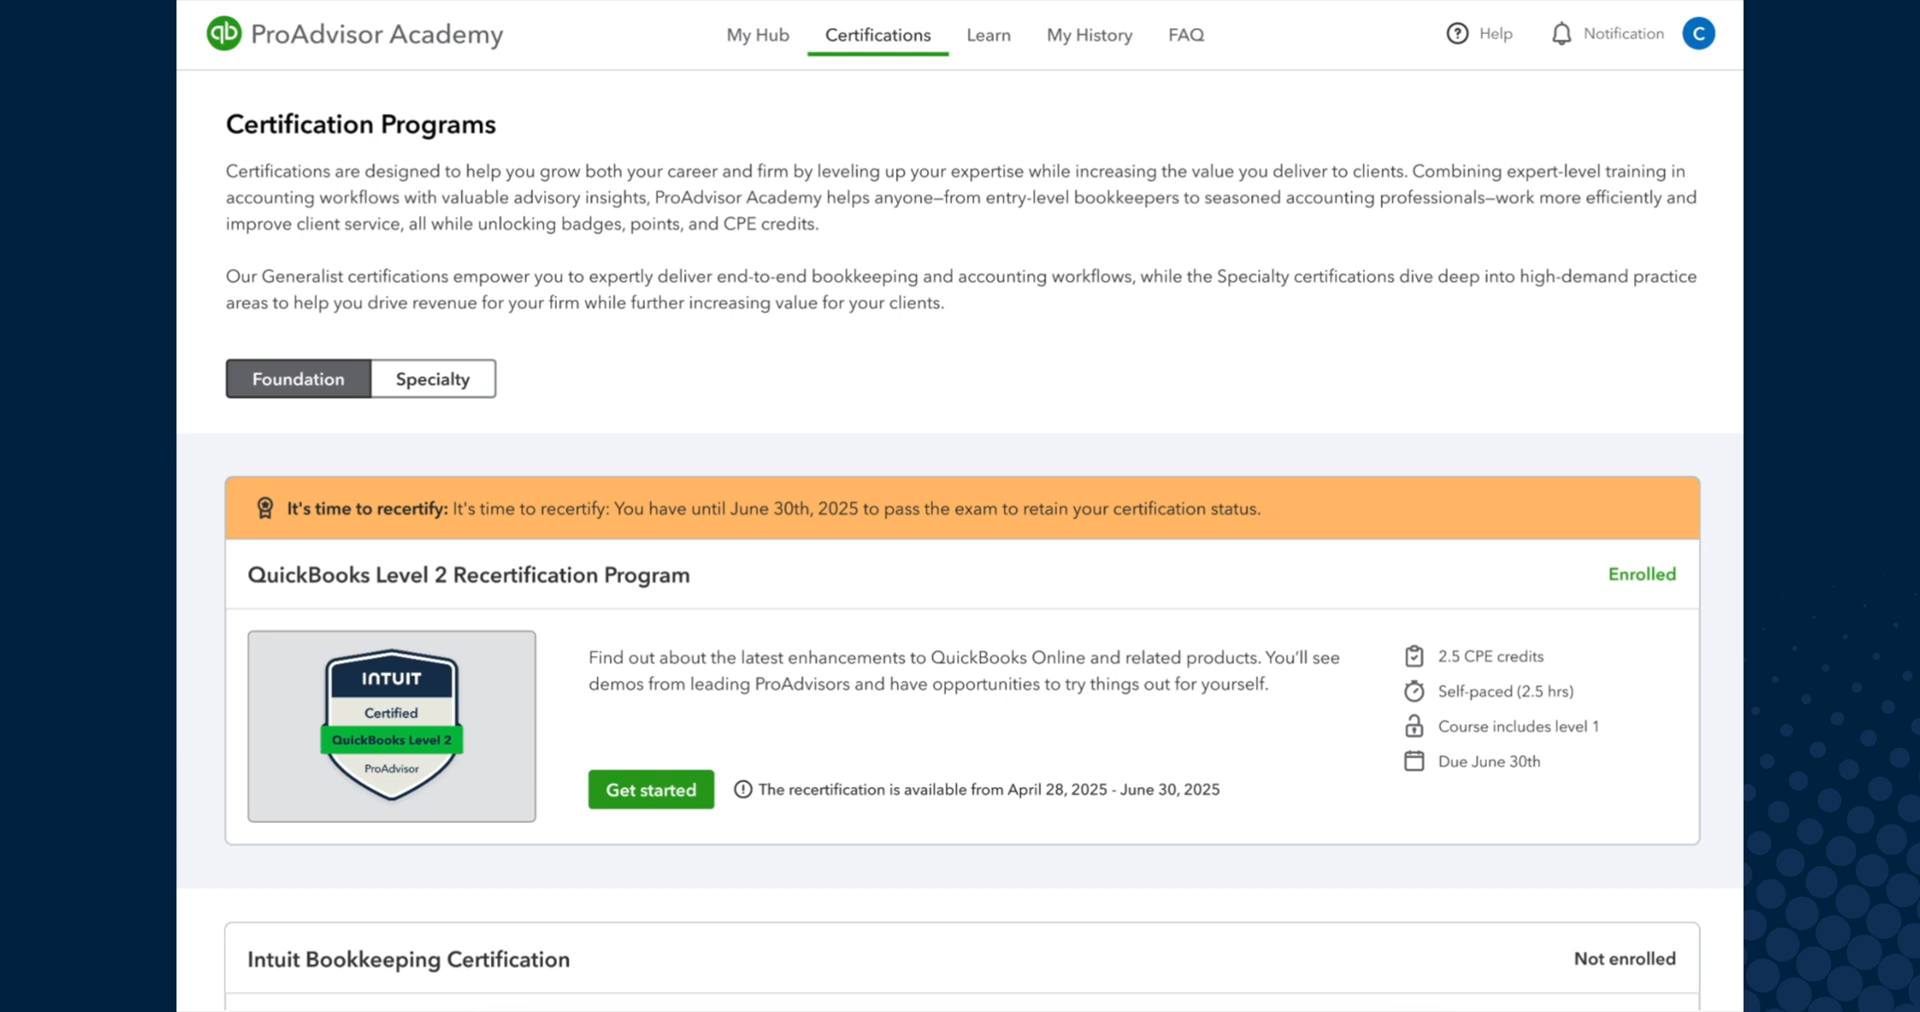 qb ProAdvisor Academy
My Hub Certifications Learn My History FAQ
Help Notification C
Certification Programs
Certifications are designed to help you grow both your career and firm by leveling up your expertise while increasing the value you deliver to clients. Combining expert-level training in
accounting workflows with valuable advisory insights, ProAdvisor Academy helps anyone—from entry-level bookkeepers to seasoned accounting professionals—work more efficiently and
improve client service, all while unlocking badges, points, and CPE credits.
Our Generalist certifications empower you to expertly deliver end-to-end bookkeeping and accounting workflows, while the Specialty certifications dive deep into high-demand practice
areas to help you drive revenue for your firm while further increasing value for your clients.
Foundation Specialty
It's time to recertify: It's time to recertify: You have until June 30th, 2025 to pass the exam to retain your certification status.
QuickBooks Level 2 Recertification Program
Enrolled
INTUIT
Certified
QuickBooks Level 2
ProAdvisor
Find out about the latest enhancements to QuickBooks Online and related products. You'll see
demos from leading ProAdvisors and have opportunities to try things out for yourself.
Get started
The recertification is available from April 28, 2025 - June 30, 2025
2.5 CPE credits
Self-paced (2.5 hrs)
Course includes level 1
Due June 30th
Intuit Bookkeeping Certification
Not enrolled